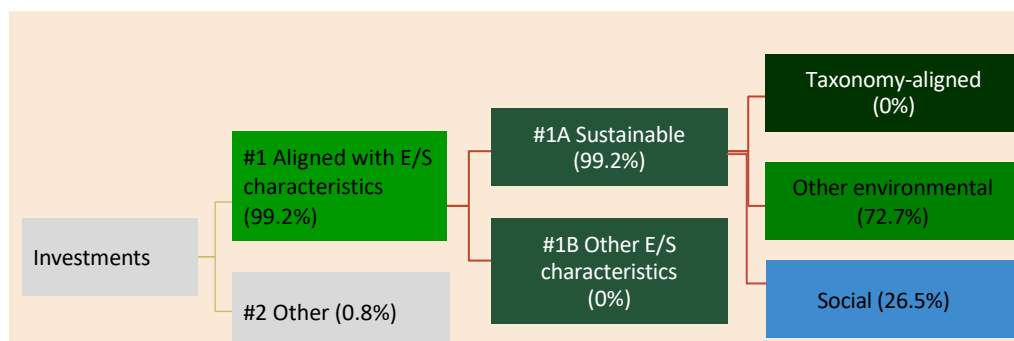 Investments
#1 Aligned with E/S
characteristics
(99.2%)
#2 Other (0.8%)
#1A Sustainable
(99.2%)
#1B Other E/S
characteristics
(0%)
Taxonomy-aligned
(0%)
Other environmental
(72.7%)
Social (26.5%)